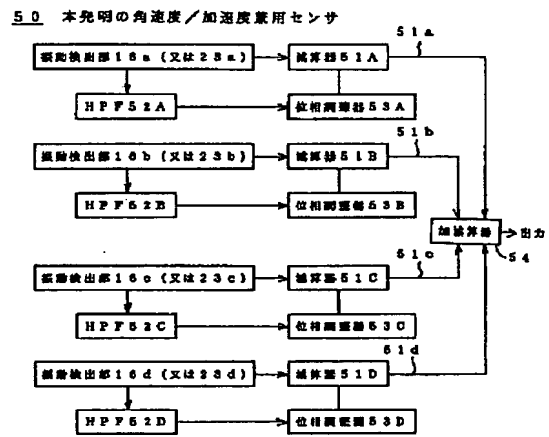 50 本発明の角速度／加速度兼用センサ
51a
振動検出部16a (又は23a)
減算器51A
HPF52A
位相調整器53A
51b
振動検出部16b (又は23b)
減算器51B
HPF52B
位相調整器53B
加減算器
出力
54
51c
振動検出部16c (又は23c)
減算器51C
HPF52C
位相調整器53C
51d
振動検出部16d (又は23d)
減算器51D
HPF52D
位相調整器53D